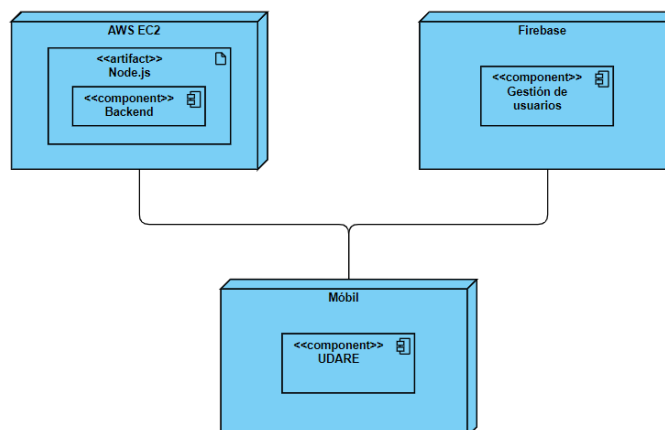 AWS EC2
<<artifact>>
Node.js
<<component>>
Backend
Firebase
<<component>>
Gestión de
usuarios
Móbil
<<component>>
UDARE